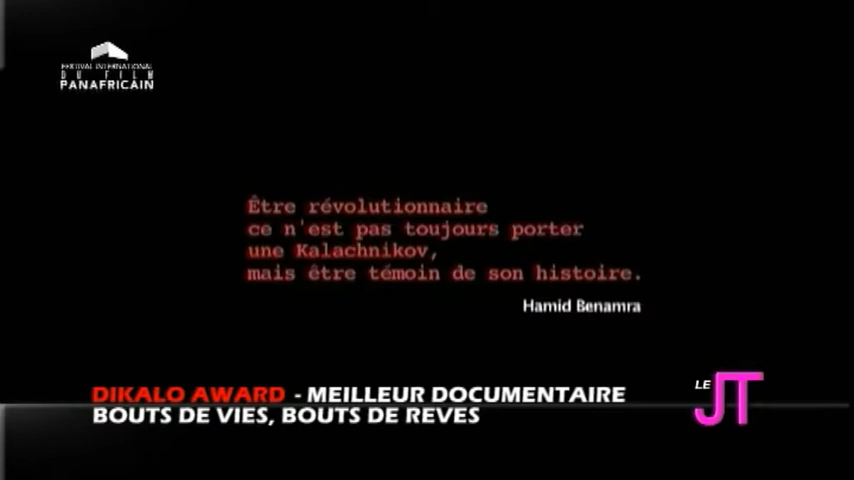 FESTIVAL INTERNATIONAL
DU FILM
PANAFRICAIN
Être révolutionnaire
ce n'est pas toujours porter
une Kalachnikov,
mais être témoin de son histoire.
Hamid Benamra
DIKALO AWARD - MEILLEUR DOCUMENTAIRE
BOUTS DE VIES, BOUTS DE REVES
LE JT